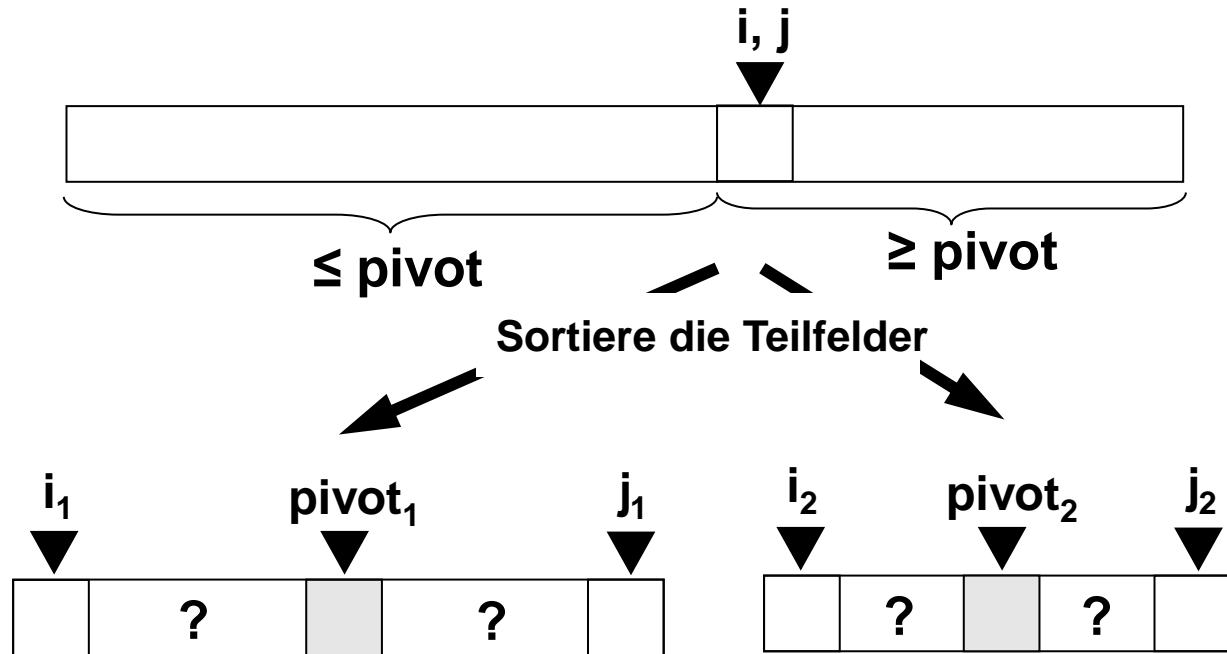 i, j
≤ pivot
≥ pivot
Sortiere die Teilfelder
i₁ pivot₁ j₁ i₂ pivot₂ j₂
? ? ? ?